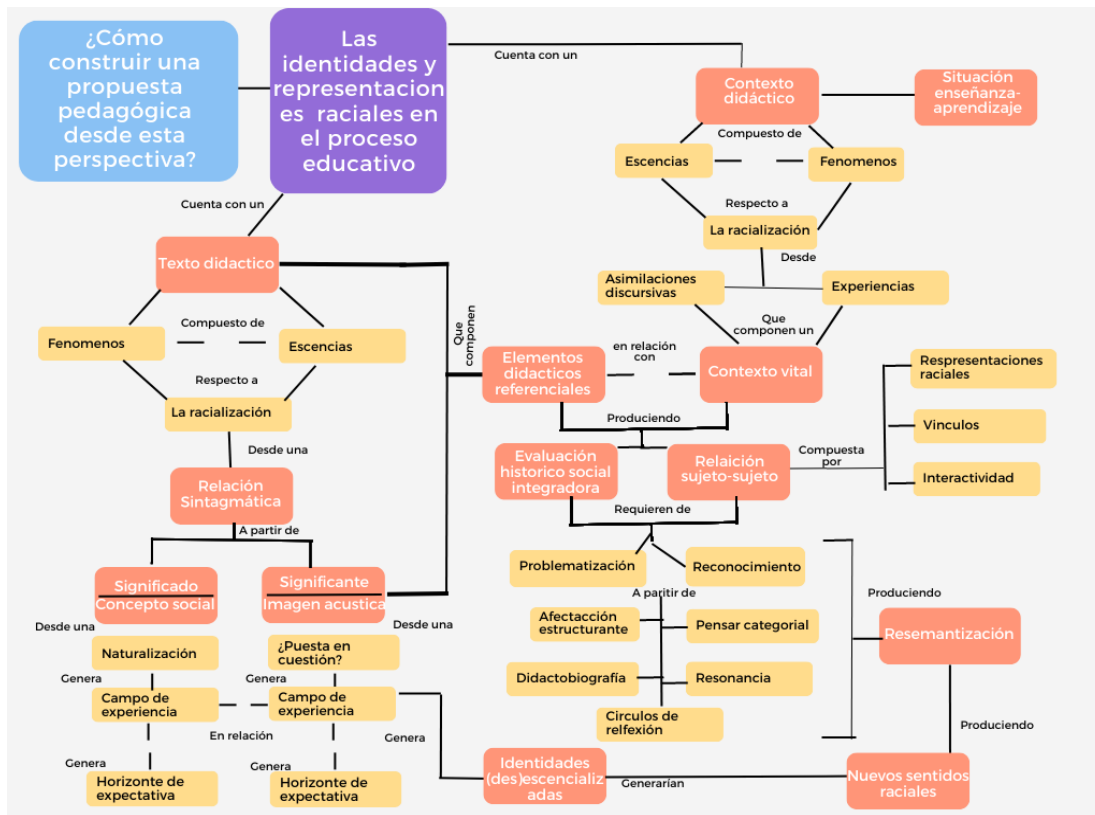 ¿Cómo
construir una
propuesta
pedagógica
desde esta
perspectiva?
Las
identidades y
representacion
es raciales en
el proceso
educativo
Cuenta con un
Contexto
didáctico
Situación
enseñanza-
aprendizaje
Compuesto de
Escencias
Fenomenos
Respecto a
La racialización
Desde
Asimilaciones
discursivas
Experiencias
Que
componen un
Cuenta con un
Texto didactico
Compuesto de
Fenomenos
Escencias
Respecto a
La racialización
Desde una
Relación
Sintagmática
A partir de
Significado
Concepto social
Significante
Imagen acustica
Que
componen
Elementos
didacticos
referenciales
en relación
con
Contexto vital
Produciendo
Evaluación
historico social
integradora
Relaición
sujeto-sujeto
Compuesta
por
Respresentaciones
raciales
Vinculos
Interactividad
Requieren de
Problematización
Reconocimiento
A paritir de
Afectacción
estructurante
Pensar categorial
Didactobiografía
Resonancia
Circulos de
relfexión
Produciendo
Resemantización
Produciendo
Nuevos sentidos
raciales
Generarían
Identidades
(des)escencializ
adas
Desde una
Naturalización
Genera
Campo de
experiencia
Genera
Horizonte de
expectativa
Desde una
¿Puesta en
cuestión?
Genera
Campo de
experiencia
En relación
Genera
Horizonte de
expectativa
Genera